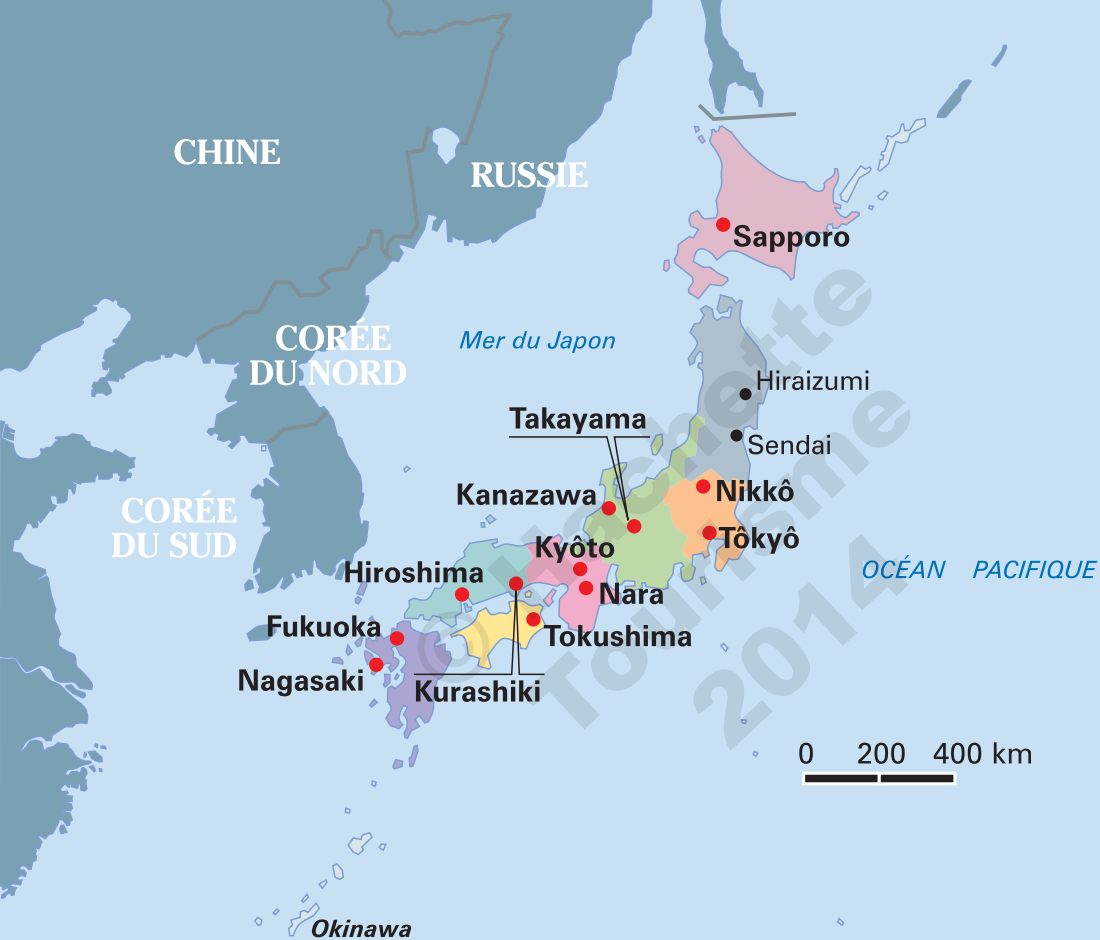 CHINE
RUSSIE
Sapporo
CORÉE
DU NORD
Mer du Japon
Hiraizumi
Takayama
Sendai
Kanazawa
Nikkô
CORÉE
DU SUD
Tôkyô
Kyôto
OCÉAN PACIFIQUE
Hiroshima
Nara
Fukuoka
Tokushima
Nagasaki
Kurashiki
0 200 400 km
Okinawa
© Hachette
Tourisme
2014